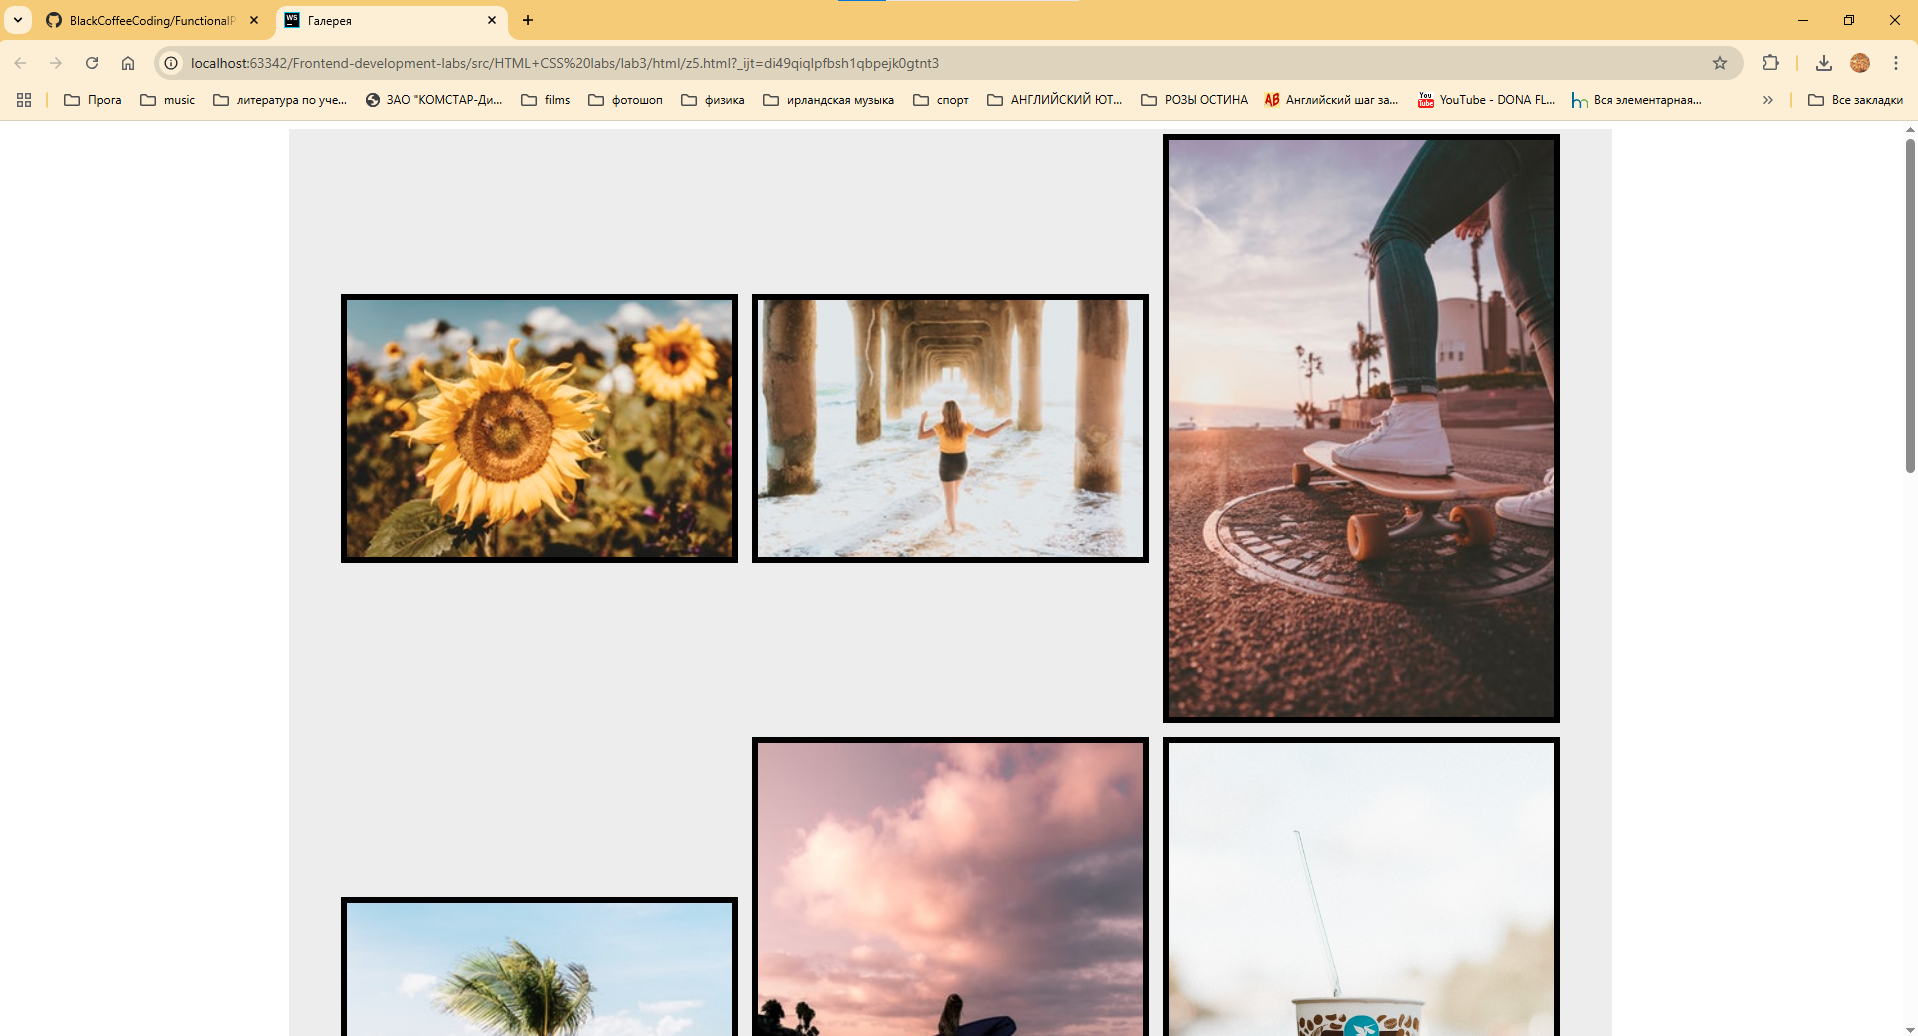 BlackCoffeeCoding/FunctionalP
Галерея
localhost:63342/Frontend-development-labs/src/HTML+CSS%20labs/lab3/html/z5.html?_ijt=di49qiqlpfbsh1qbpejk0gtnt3
Прога music литература по уче... ЗАО "КОМСТАР-Ди... films фотошоп физика ирландская музыка спорт АНГЛИЙСКИЙ ЮТ... РОЗЫ ОСТИНА Английский шаг за... YouTube - DONA FL... Вся элементарная... Все закладки